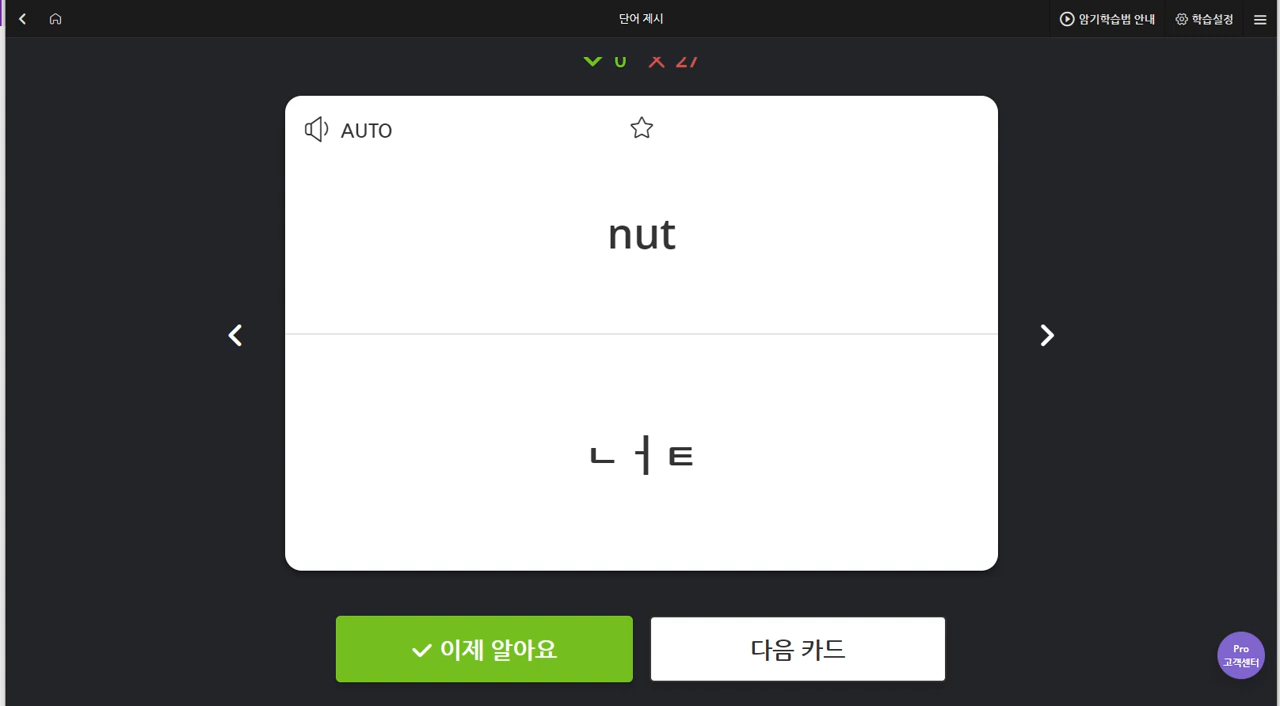 단어 제시
암기학습법 안내
학습설정
AUTO
nut
ㄴㅓㅌ
이제 알아요
다음 카드
Pro
고객센터